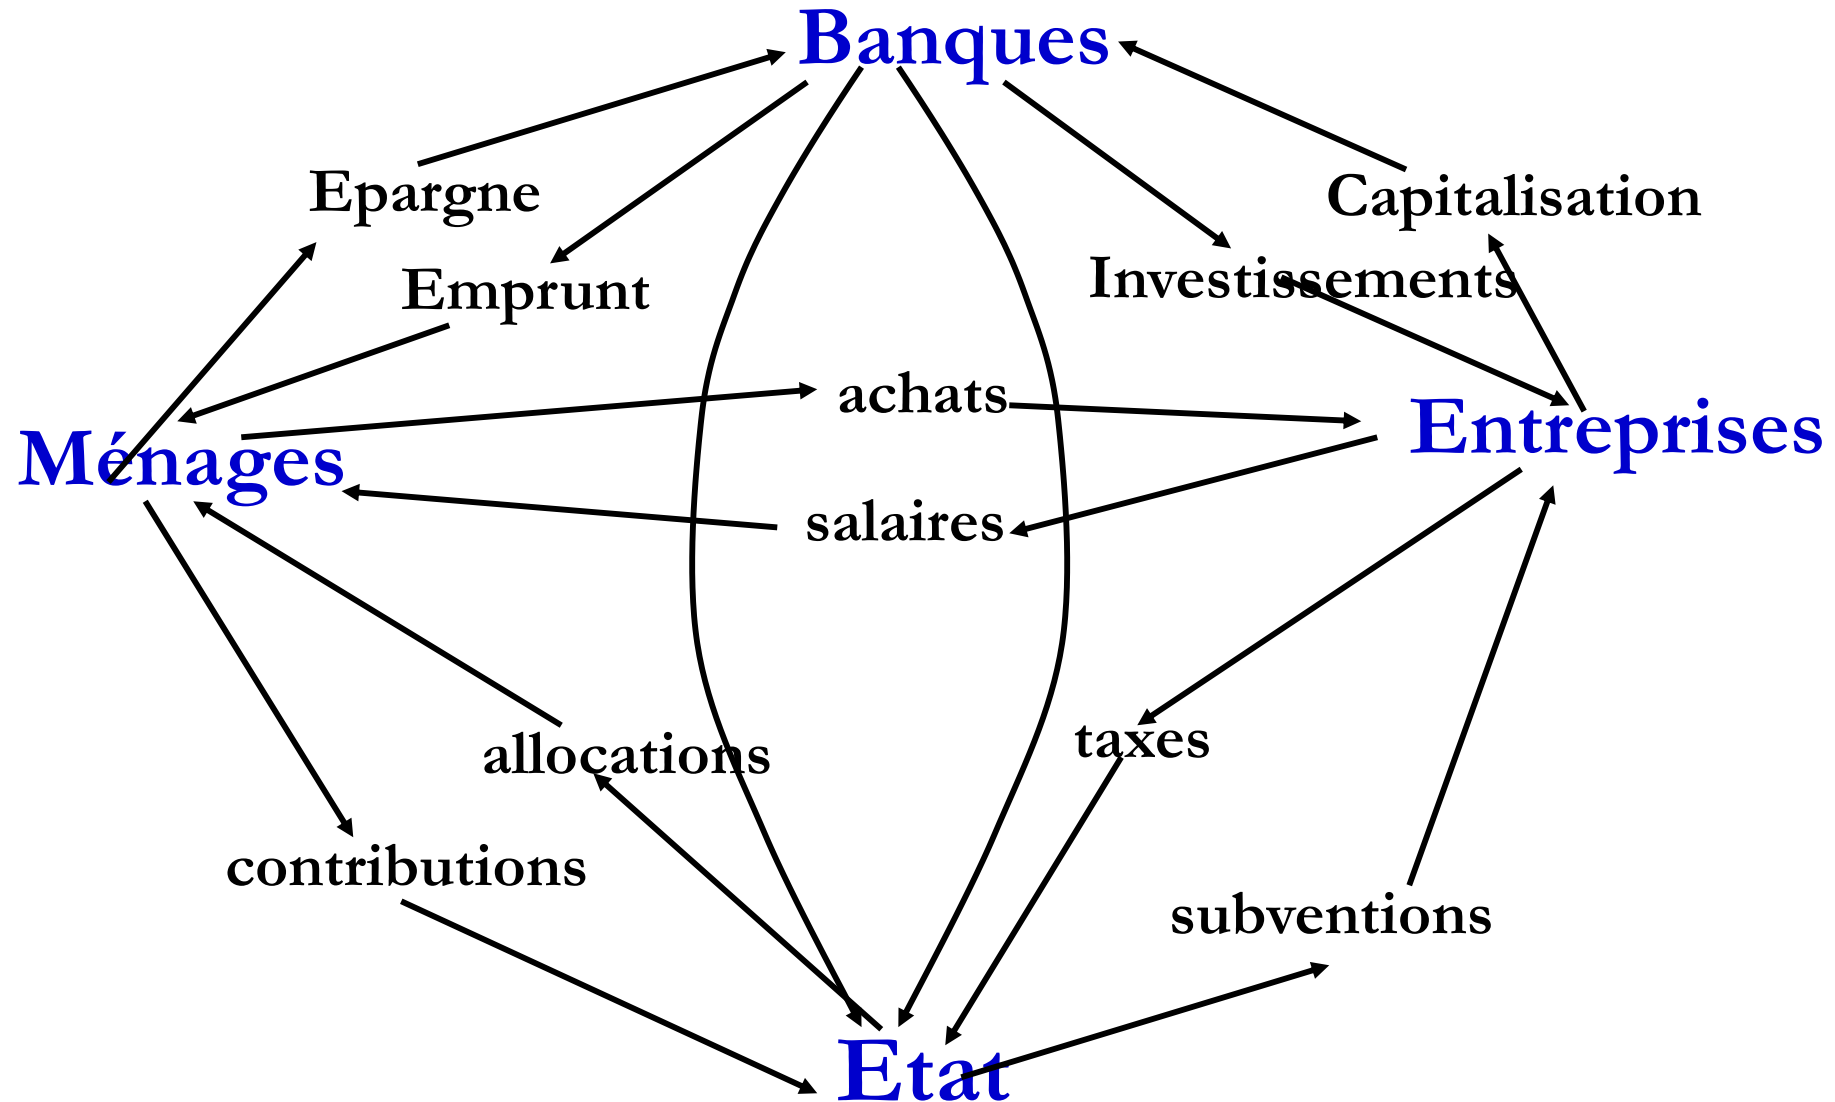 Banques
Epargne
Capitalisation
Emprunt
Investissements
achats
Entreprises
Ménages
salaires
allocations
taxes
contributions
subventions
Etat